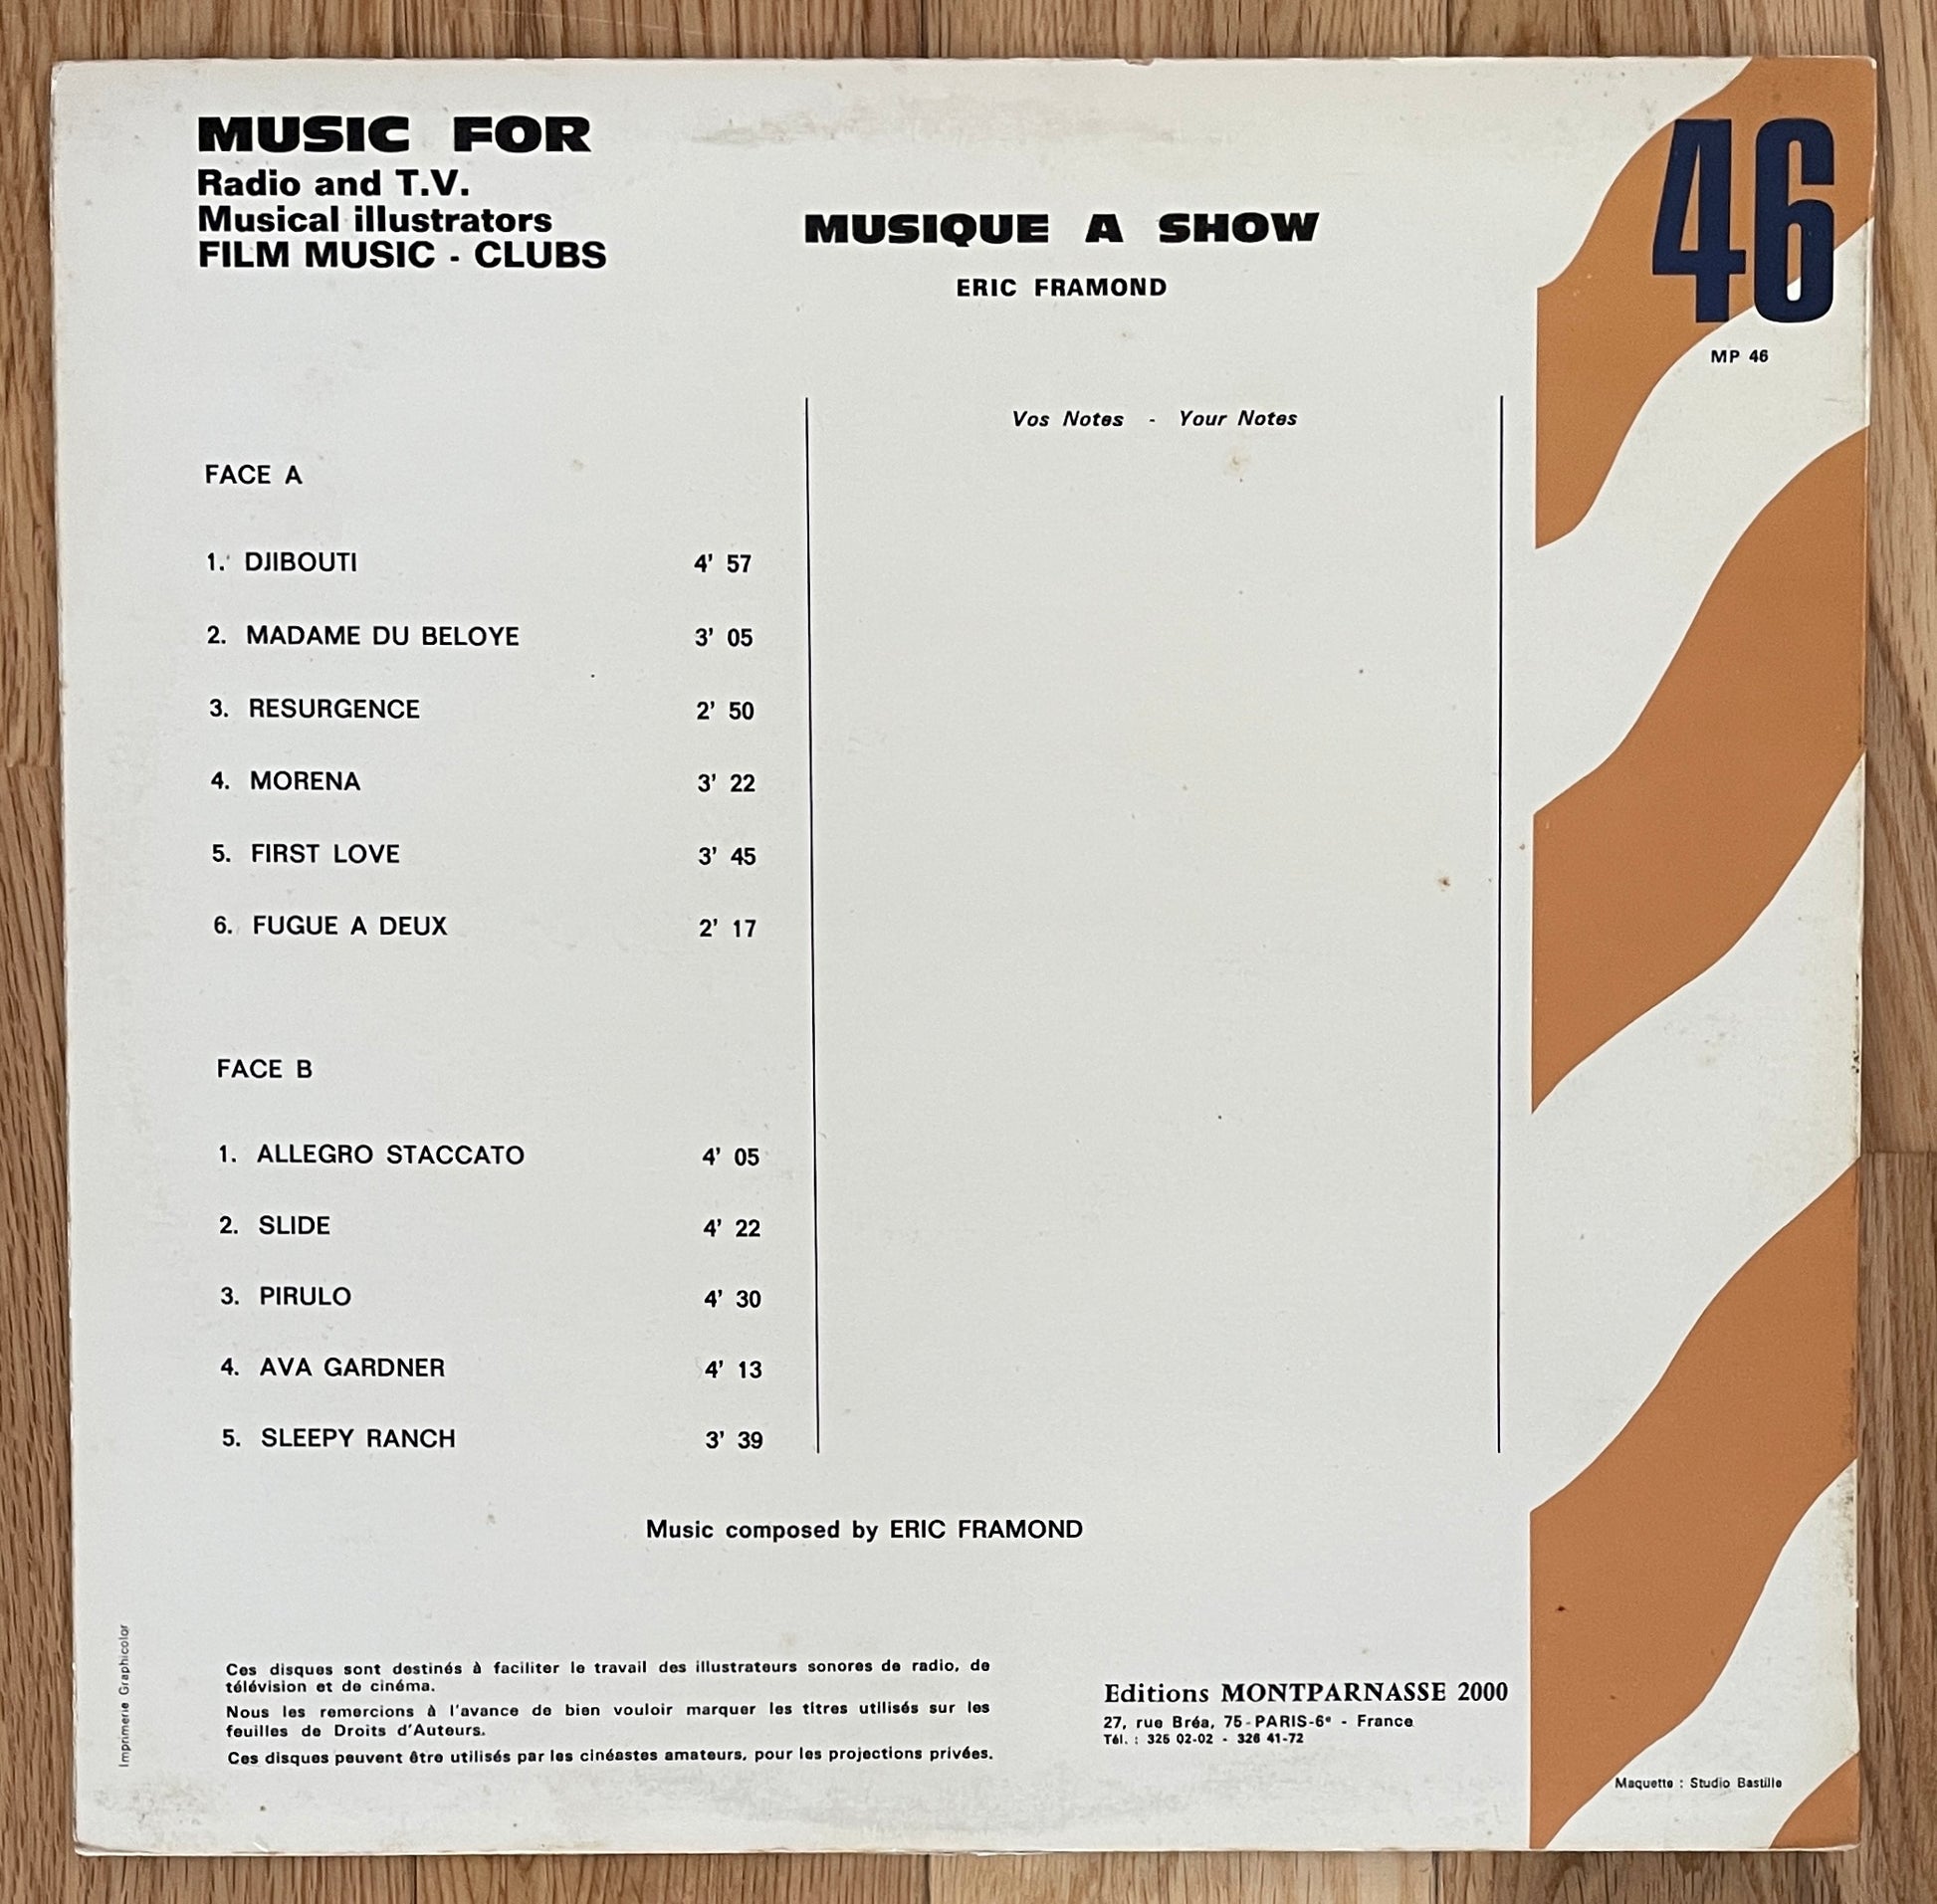 MUSIC FOR
Radio and T.V.
Musical illustrators
FILM MUSIC - CLUBS
MUSIQUE A SHOW
ERIC FRAMOND
46
MP 46
Vos Notes - Your Notes
FACE A
1. DJIBOUTI 4' 57
2. MADAME DU BELOYE 3' 05
3. RESURGENCE 2' 50
4. MORENA 3' 22
5. FIRST LOVE 3' 45
6. FUGUE A DEUX 2' 17
FACE B
1. ALLEGRO STACCATO 4' 05
2. SLIDE 4' 22
3. PIRULO 4' 30
4. AVA GARDNER 4' 13
5. SLEEPY RANCH 3' 39
Music composed by ERIC FRAMOND
Imprimerie Graphicolor
Ces disques sont destinés à faciliter le travail des illustrateurs sonores de radio, de
télévision et de cinéma.
Nous les remercions à l'avance de bien vouloir marquer les titres utilisés sur les
feuilles de Droits d'Auteurs.
Ces disques peuvent être utilisés par les cinéastes amateurs, pour les projections privées.
Editions MONTPARNASSE 2000
27, rue Bréa, 75-PARIS-6e - France
Tél. : 325 02-02 - 326 41-72
Maquette : Studio Bastille